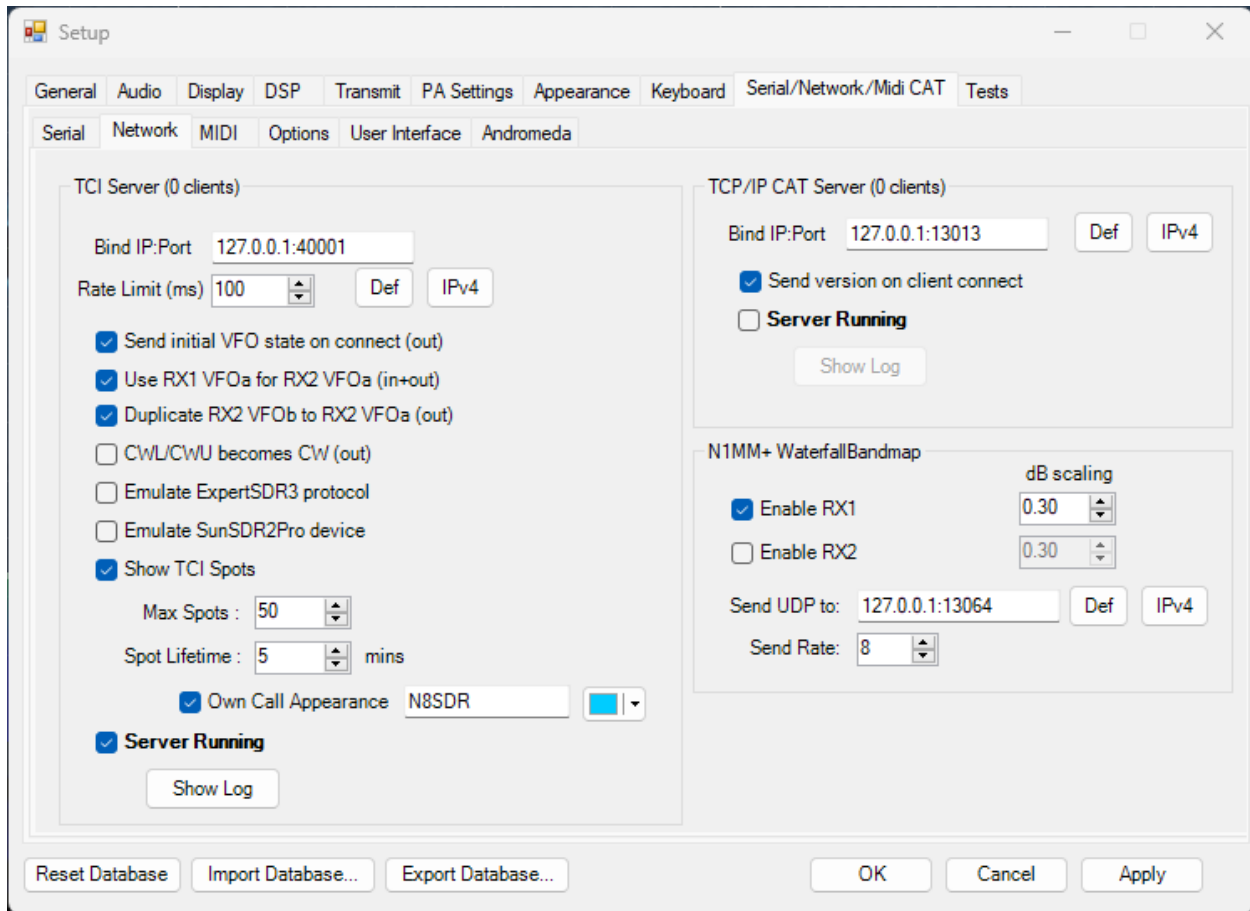 Setup
General Audio Display DSP Transmit PA Settings Appearance Keyboard Serial/Network/Midi CAT Tests
Serial Network MIDI Options User Interface Andromeda
TCI Server (0 clients)
Bind IP:Port 127.0.0.1:40001
Rate Limit (ms) 100 Def IPv4
Send initial VFO state on connect (out)
Use RX1 VFOa for RX2 VFOa (in+out)
Duplicate RX2 VFOb to RX2 VFOa (out)
CWL/CWU becomes CW (out)
Emulate ExpertSDR3 protocol
Emulate SunSDR2Pro device
Show TCI Spots
Max Spots : 50
Spot Lifetime : 5 mins
Own Call Appearance N8SDR
Server Running
Show Log
TCP/IP CAT Server (0 clients)
Bind IP:Port 127.0.0.1:13013 Def IPv4
Send version on client connect
Server Running
Show Log
N1MM+ WaterfallBandmap
dB scaling
Enable RX1 0.30
Enable RX2 0.30
Send UDP to: 127.0.0.1:13064 Def IPv4
Send Rate: 8
Reset Database Import Database... Export Database... OK Cancel Apply